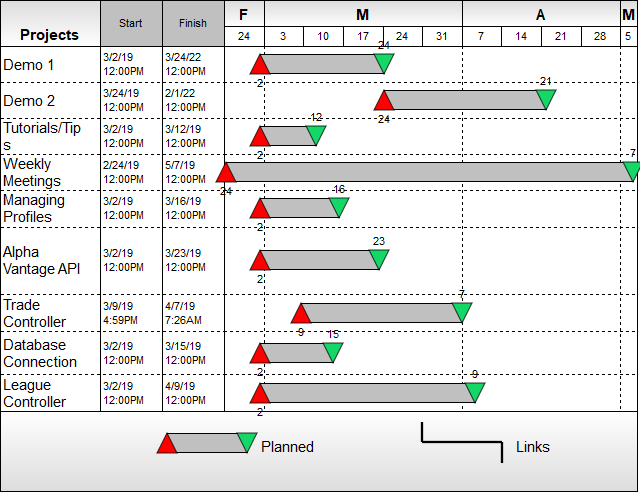 Projects Start Finish F M A M
24 3 10 17 24 31 7 14 21 28 5
Demo 1 3/2/19 12:00PM 3/24/22 12:00PM 2 24
Demo 2 3/24/19 12:00PM 2/1/22 12:00PM 24 21
Tutorials/Tip
s 3/2/19 12:00PM 3/12/19 12:00PM 2 12
Weekly
Meetings 2/24/19 12:00PM 5/7/19 12:00PM 24 7
Managing
Profiles 3/2/19 12:00PM 3/16/19 12:00PM 2 16
Alpha
Vantage API 3/2/19 12:00PM 3/23/19 12:00PM 2 23
Trade
Controller 3/9/19 4:59PM 4/7/19 7:26AM 9 7
Database
Connection 3/2/19 12:00PM 3/15/19 12:00PM 2 15
League
Controller 3/2/19 12:00PM 4/9/19 12:00PM 2 9
Planned Links